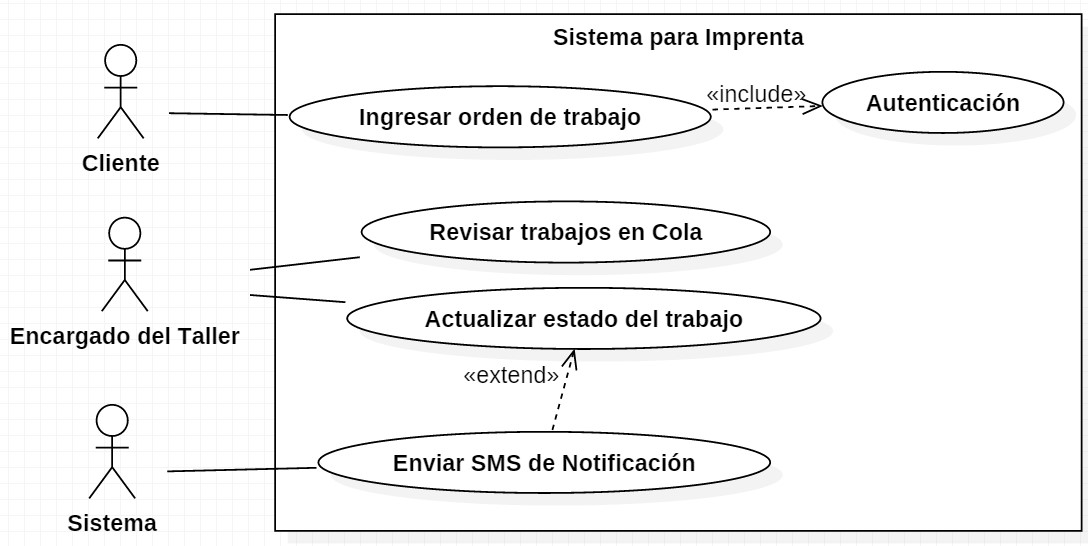 Sistema para Imprenta
«include»
Autenticación
Ingresar orden de trabajo
Cliente
Revisar trabajos en Cola
Encargado del Taller
Actualizar estado del trabajo
«extend»
Enviar SMS de Notificación
Sistema